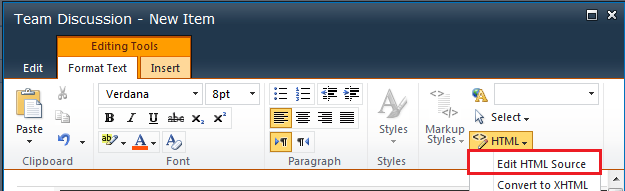 Team Discussion - New Item
Editing Tools
Edit Format Text Insert
Verdana 8pt
Paste
B I U abc x₂ x²
ab A A
Styles
Markup Styles
Select
HTML
Clipboard Font Paragraph Styles
Edit HTML Source
Convert to XHTML